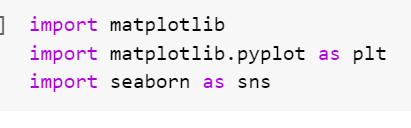 ]
import matplotlib
import matplotlib.pyplot as plt
import seaborn as sns